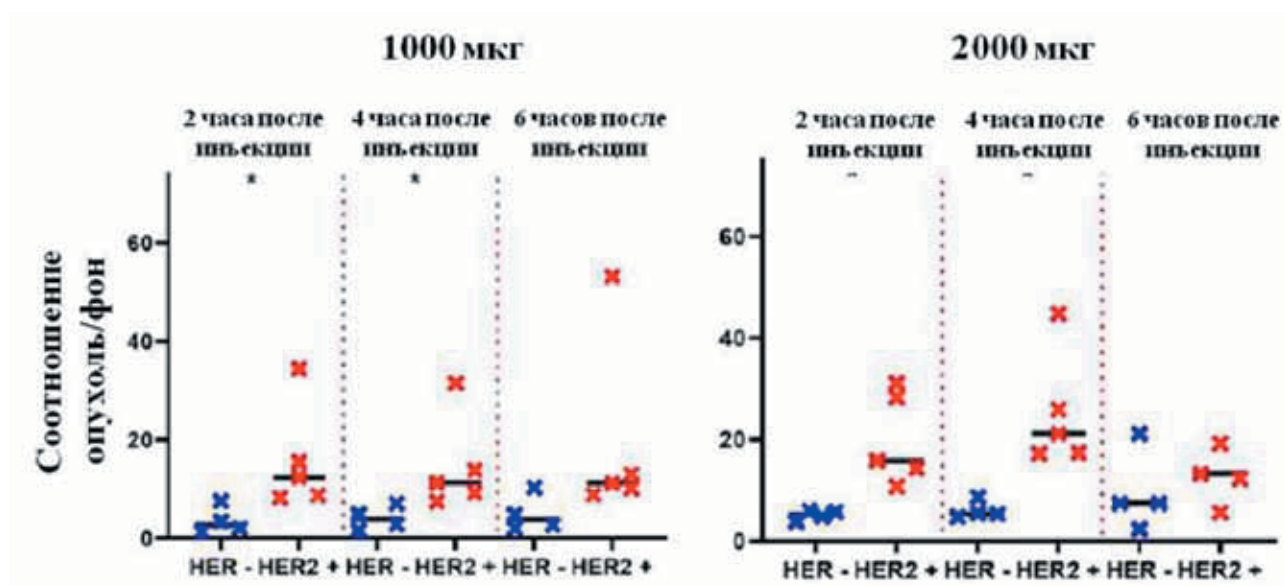 1000 мкг
2000 мкг
2 часа после
инъекции
4 часа после
инъекции
6 часов после
инъекции
2 часа после
инъекции
4 часа после
инъекции
6 часов после
инъекции
*
*
Соотношение
опухоль/фон
60
40
20
0
60
40
20
0
HER - HER2 + HER - HER2 + HER - HER2 +
HER - HER2 + HER - HER2 + HER - HER2 +